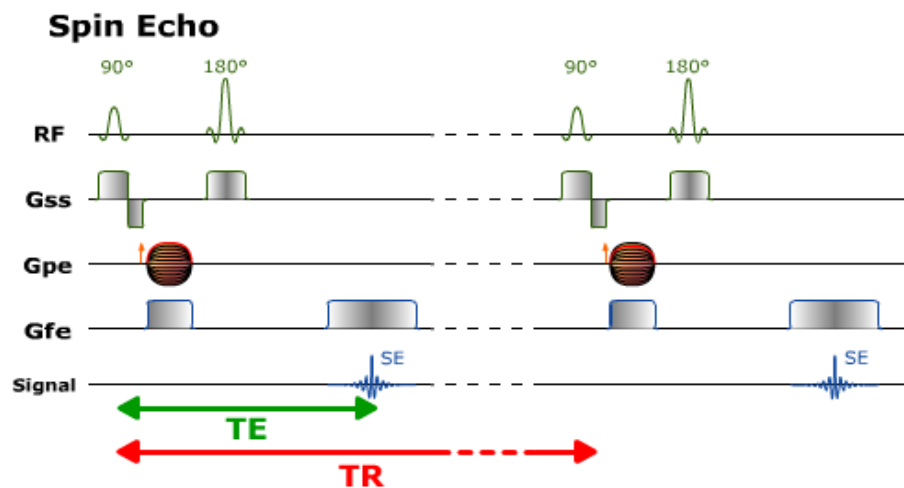 Spin Echo
90° 180° 90° 180°
RF
Gss
Gpe
Gfe
SE SE
Signal
TE
TR